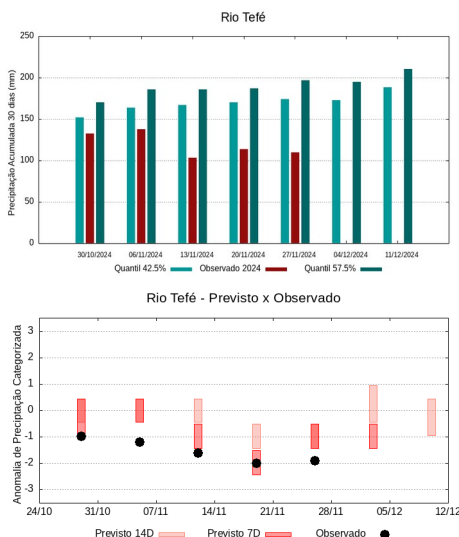 Rio Tefé
Precipitação Acumulada 30 dias (mm)
250
200
150
100
50
0
30/10/2024 06/11/2024 13/11/2024 20/11/2024 27/11/2024 04/12/2024 11/12/2024
Quantil 42.5% Observado 2024 Quantil 57.5%
Rio Tefé - Previsto x Observado
Anomalia de Preciptação Categorizada
3
2
1
0
-1
-2
-3
24/10 31/10 07/11 14/11 21/11 28/11 05/12 12/12
Previsto 14D Previsto 7D Observado